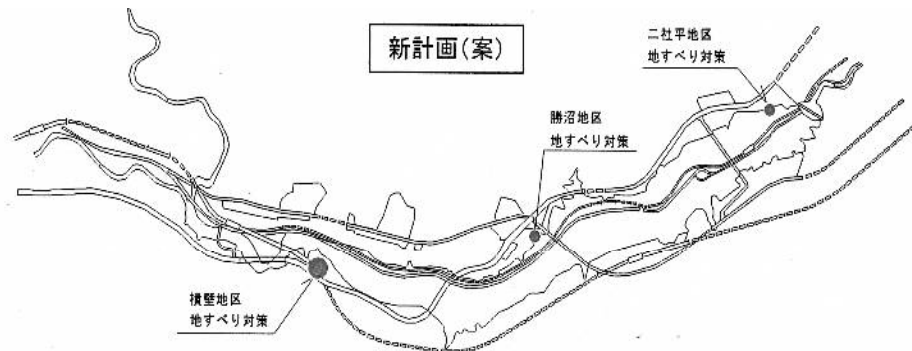 新計画(案)
二社平地区
地すべり対策
勝沼地区
地すべり対策
横壁地区
地すべり対策